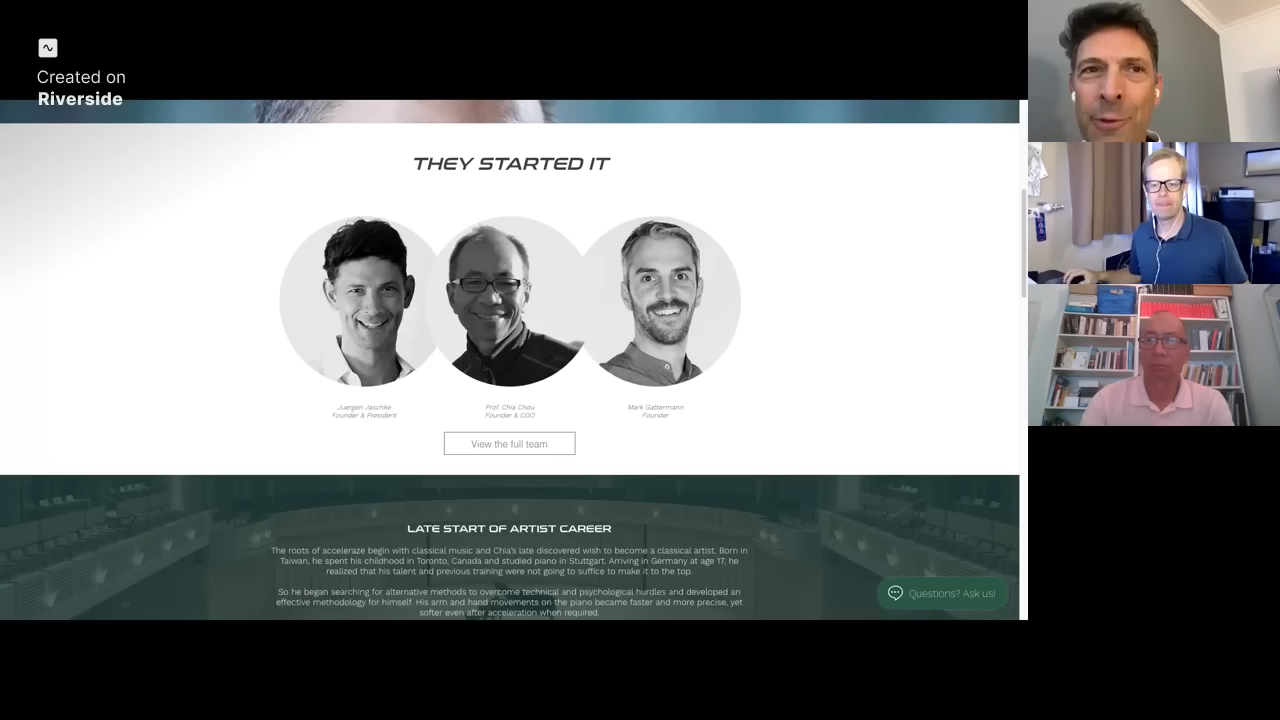 Created on
Riverside
THEY STARTED IT
Juergen Jaschke
Founder & President
Prof. Chia Chou
Founder & COO
Mark Gattermann
Founder
View the full team
LATE START OF ARTIST CAREER
The roots of acceleraze begin with classical music and Chia's late discovered wish to become a classical artist. Born in
Taiwan, he spent his childhood in Toronto, Canada and studied piano in Stuttgart. Arriving in Germany at age 17, he
realized that his talent and previous training were not going to suffice to make it to the top.
So he began searching for alternative methods to overcome technical and psychological hurdles and developed an
effective methodology for himself. His arm and hand movements on the piano became faster and more precise, yet
softer even after acceleration when required.
Questions? Ask us!